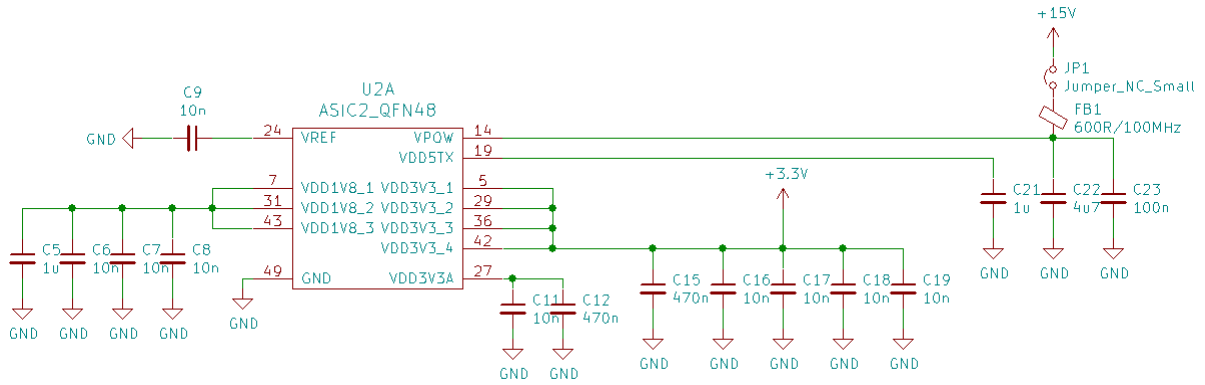 +15V
JP1
Jumper_NC_Small
FB1
600R/100MHz
C9
10n
GND
U2A
ASIC2_QFN48
24 VREF VPOW 14
VDD5TX 19
7 VDD1V8_1 VDD3V3_1 5
31 VDD1V8_2 VDD3V3_2 29
43 VDD1V8_3 VDD3V3_3 36
VDD3V3_4 42
49 GND VDD3V3A 27
+3.3V
C21
1u
C22
4u7
C23
100n
GND GND GND
C5
1u
C6
10n
C7
10n
C8
10n
GND GND GND GND
GND
C11
10n
C12
470n
GND GND
C15
470n
C16
10n
C17
10n
C18
10n
C19
10n
GND GND GND GND GND